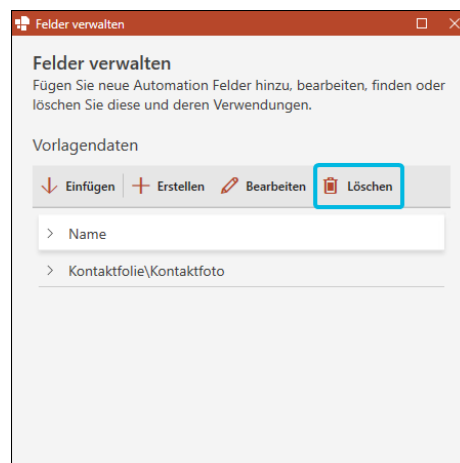 Felder verwalten
Felder verwalten
Fügen Sie neue Automation Felder hinzu, bearbeiten, finden oder
löschen Sie diese und deren Verwendungen.
Vorlagendaten
Einfügen Erstellen Bearbeiten Löschen
Name
Kontaktfolie\Kontaktfoto